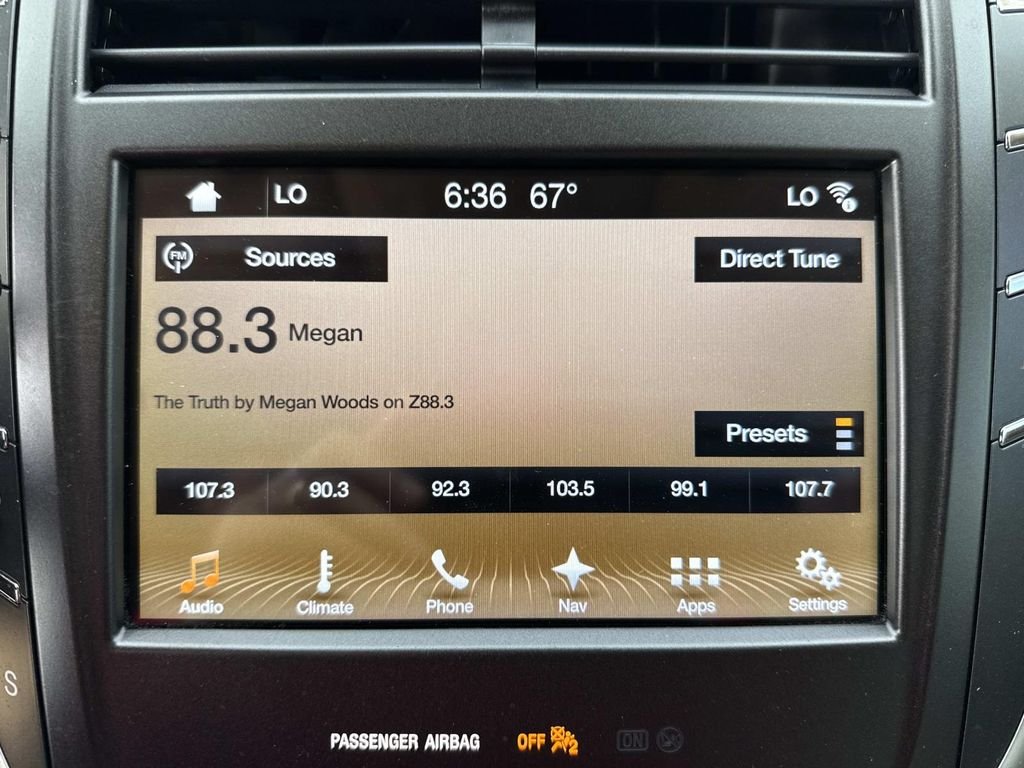 LO 6:36 67° LO
FM Sources Direct Tune
88.3 Megan
The Truth by Megan Woods on Z88.3
Presets
107.3 90.3 92.3 103.5 99.1 107.7
Audio Climate Phone Nav Apps Settings
S
PASSENGER AIRBAG OFF 2 ON